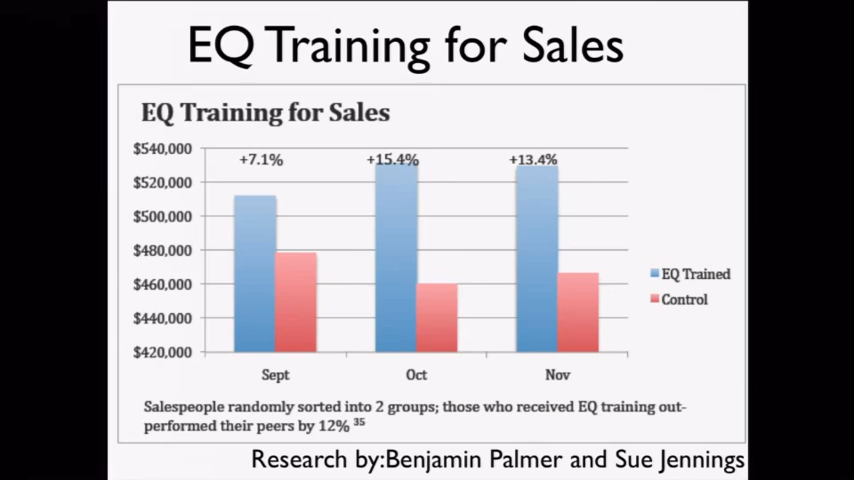 EQ Training for Sales
EQ Training for Sales
$540,000
$520,000
$500,000
$480,000
$460,000
$440,000
$420,000
+7.1%
+15.4%
+13.4%
Sept
Oct
Nov
EQ Trained
Control
Salespeople randomly sorted into 2 groups; those who received EQ training out-
performed their peers by 12% 35
Research by:Benjamin Palmer and Sue Jennings